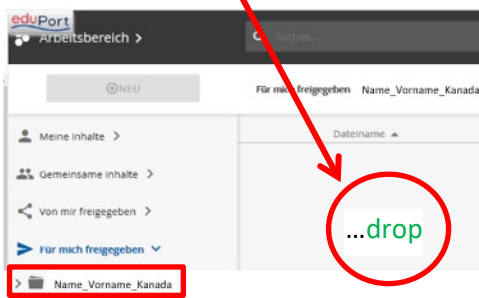 eduPort
Arbeitsbereich >
Suchen...
NEU
Für mich freigegeben Name_Vorname_Kanada
Meine Inhalte >
Dateiname
Gemeinsame Inhalte >
Von mir freigegeben >
...drop
Für mich freigegeben
> Name_Vorname_Kanada